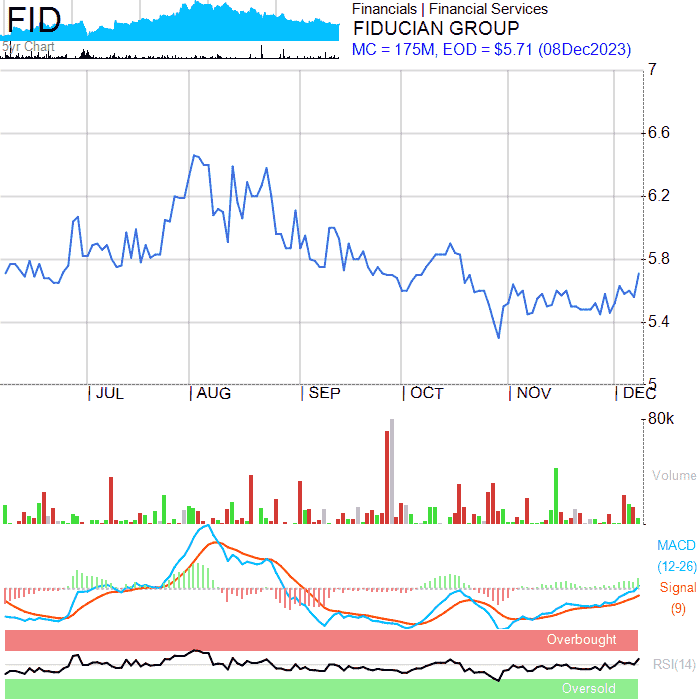 FID
5yr Chart
Financials | Financial Services
FIDUCIAN GROUP
MC = 175M, EOD = $5.71 (08Dec2023)
7
6.6
6.2
5.8
5.4
5
JUL AUG SEP OCT NOV DEC
80k
Volume
MACD
(12-26)
Signal
(9)
Overbought
RSI(14)
Oversold